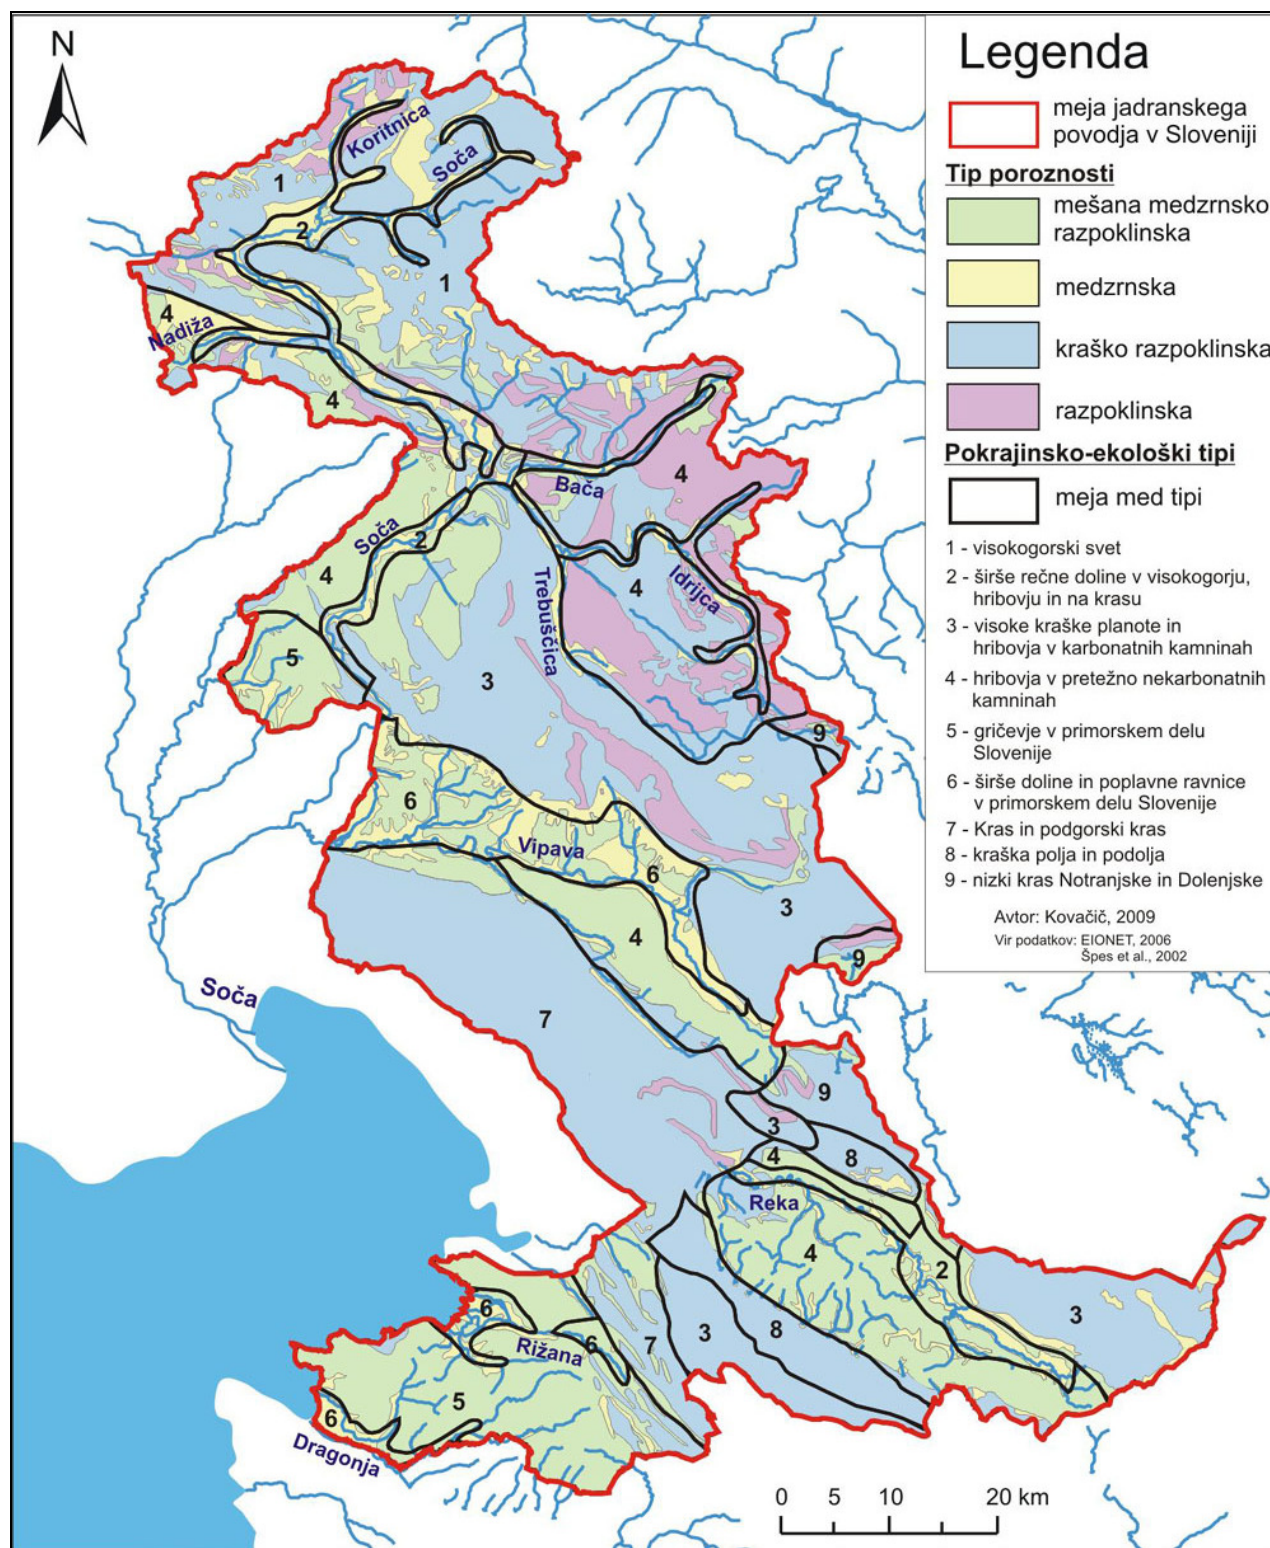 N
Legenda
meja jadranskega
povodja v Sloveniji
Tip poroznosti
mešana medzrnsko
razpoklinska
medzrnska
kraško razpoklinska
razpoklinska
Pokrajinsko-ekološki tipi
meja med tipi
1 - visokogorski svet
2 - širše rečne doline v visokogorju,
hribovju in na krasu
3 - visoke kraške planote in
hribovja v karbonatnih kamninah
4 - hribovja v pretežno nekarbonatnih
kamninah
5 - gričevje v primorskem delu
Slovenije
6 - širše doline in poplavne ravnice
v primorskem delu Slovenije
7 - Kras in podgorski kras
8 - kraška polja in podolja
9 - nizki kras Notranjske in Dolenjske
Avtor: Kovačič, 2009
Vir podatkov: EIONET, 2006
Špes et al., 2002
Koritnica
Soča
1
2
1
4
Nadiža
4
Bača
4
Soča
2
4
Trebuščica
4
Idrijca
5
3
9
6
Vipava
6
4
3
9
Soča
7
9
3
4
8
Reka
4
2
3
6
Rižana
6
7
3
8
5
6
Dragonja
0 5 10 20 km